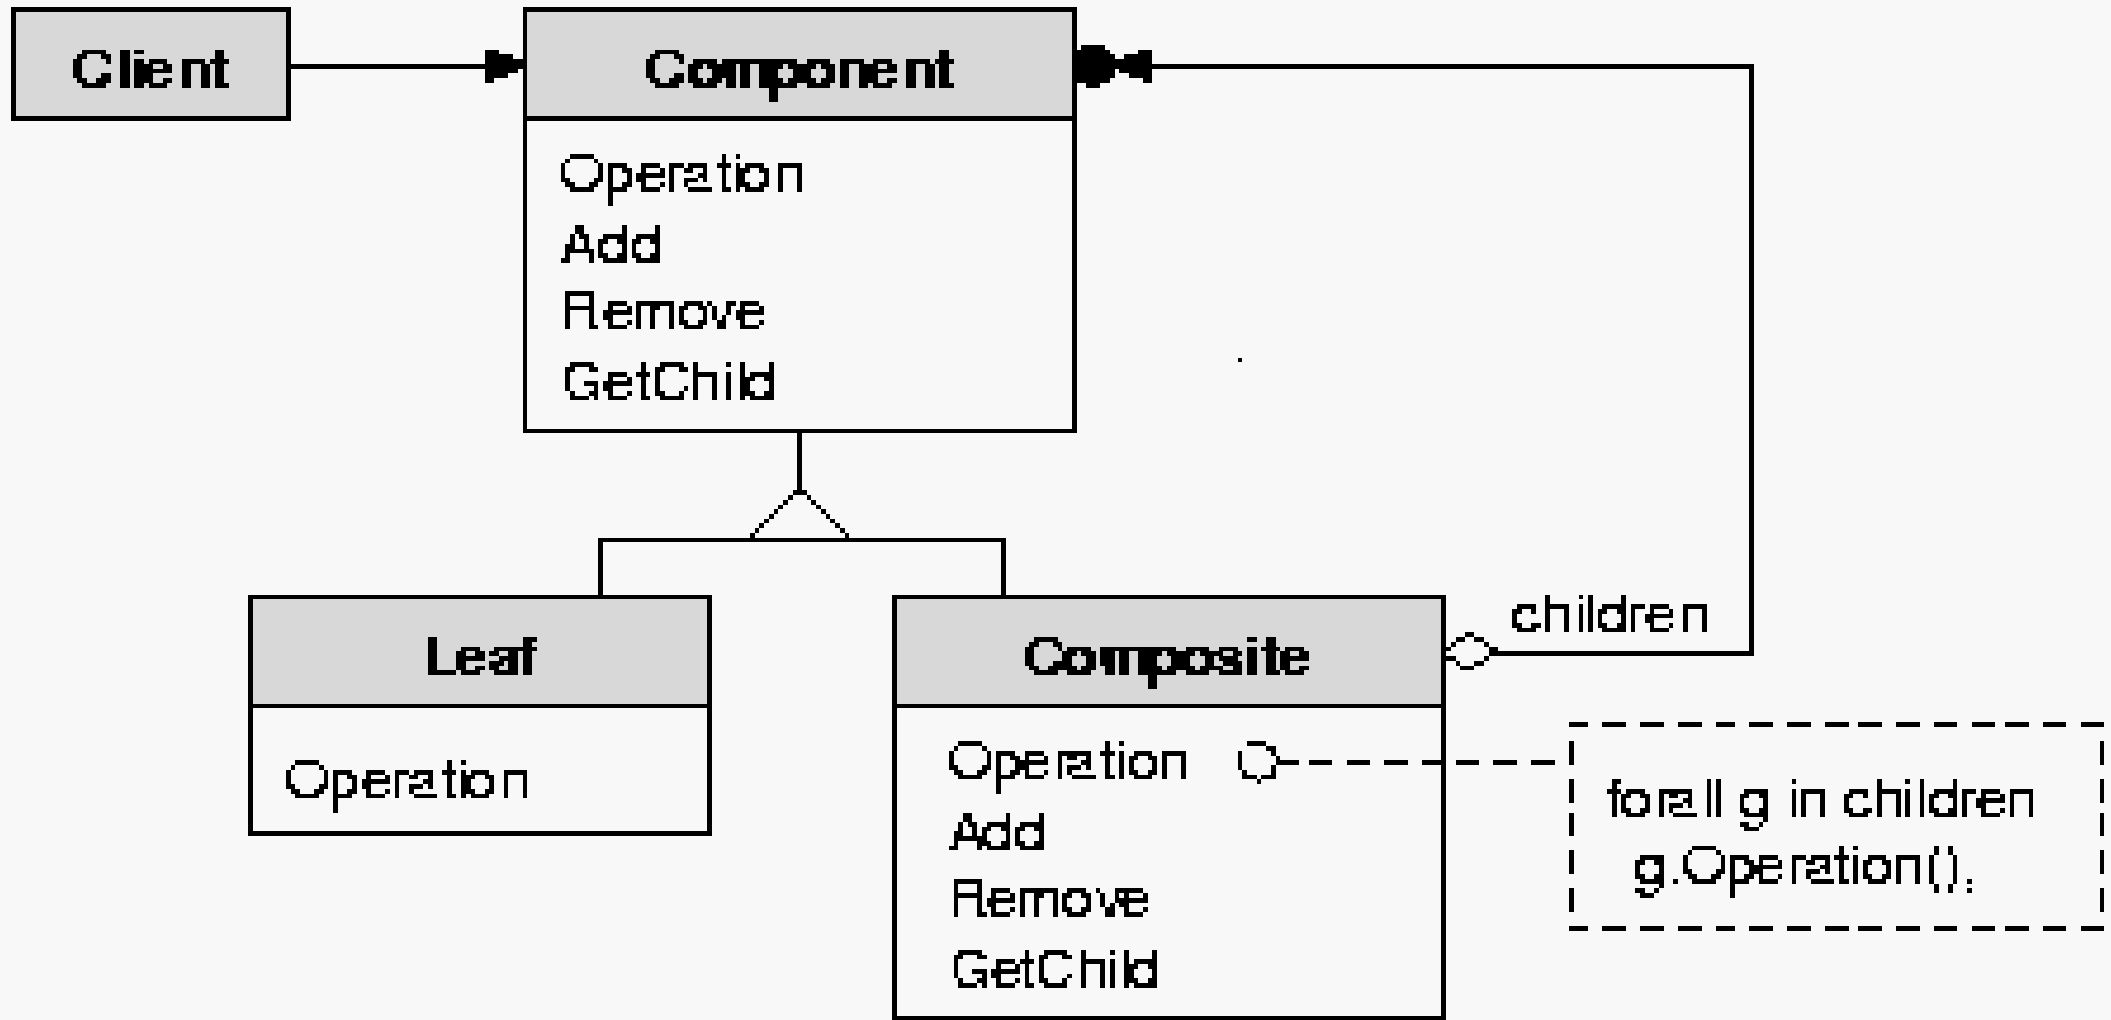 Client
Component
Operation
Add
Remove
GetChild
Leaf
Operation
Composite
Operation
Add
Remove
GetChild
children
forall g in children
g.Operation();